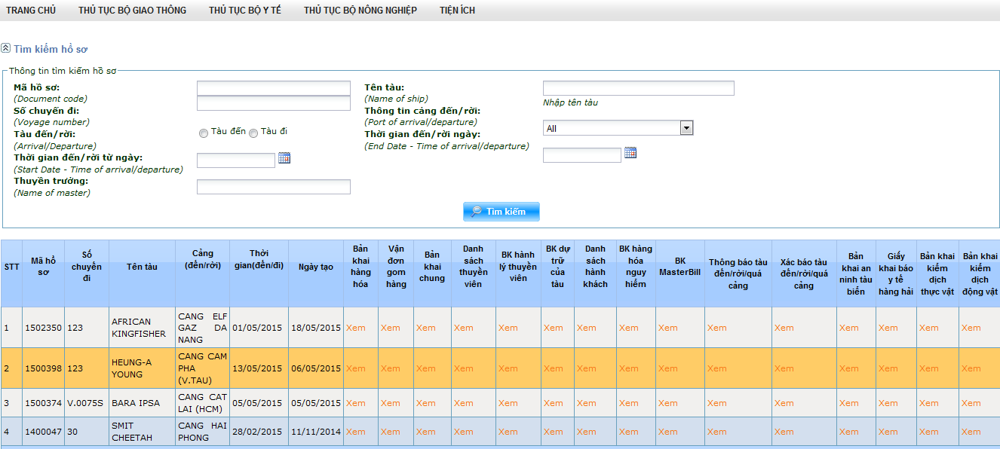 TRANG CHỦ THỦ TỤC BỘ GIAO THÔNG THỦ TỤC BỘ Y TẾ THỦ TỤC BỘ NÔNG NGHIỆP TIỆN ÍCH
Tìm kiếm hồ sơ
Thông tin tìm kiếm hồ sơ
Mã hồ sơ:
(Document code)
Số chuyến đi:
(Voyage number)
Tàu đến/rời:
(Arrival/Departure)
Tàu đến Tàu đi
Thời gian đến/rời từ ngày:
(Start Date - Time of arrival/departure)
Thuyền trưởng:
(Name of master)
Tên tàu:
(Name of ship)
Nhập tên tàu
Thông tin cảng đến/rời:
(Port of arrival/departure)
All
Thời gian đến/rời ngày:
(End Date - Time of arrival/departure)
Tìm kiếm
STT
Mã hồ
sơ
Số
chuyến
đi
Tên tàu
Cảng
(đến/rời)
Thời
gian(đến/đi)
Ngày tạo
Bản
khai
hàng
hóa
Vận
đơn
gom
hàng
Bản
khai
chung
Danh
sách
thuyền
viên
BK hành
lý thuyền
viên
BK dự
trữ
của
tàu
Danh
sách
hành
khách
BK hàng
hóa
nguy
hiểm
BK
MasterBill
Thông báo tàu
đến/rời/quá
cảng
Xác báo tàu
đến/rời/quá
cảng
Bản
khai an
ninh tàu
biển
Giấy
khai báo
y tế
hàng hải
Bản khai
kiểm
dịch
thực vật
Bản khai
kiểm
dịch
động vật
1 1502350 123
AFRICAN
KINGFISHER
CANG ELF
GAZ DA
NANG
01/05/2015 18/05/2015 Xem Xem Xem Xem Xem Xem Xem Xem Xem Xem Xem Xem Xem Xem Xem
2 1500398 123
HEUNG-A
YOUNG
CANG CAM
PHA
(V.TAU)
13/05/2015 06/05/2015 Xem Xem Xem Xem Xem Xem Xem Xem Xem Xem Xem Xem Xem Xem Xem
3 1500374 V.0075S BARA IPSA
CANG CAT
LAI (HCM)
05/05/2015 05/05/2015 Xem Xem Xem Xem Xem Xem Xem Xem Xem Xem Xem Xem Xem Xem Xem
4 1400047 30
SMIT
CHEETAH
CANG HAI
PHONG
28/02/2015 11/11/2014 Xem Xem Xem Xem Xem Xem Xem Xem Xem Xem Xem Xem Xem Xem Xem